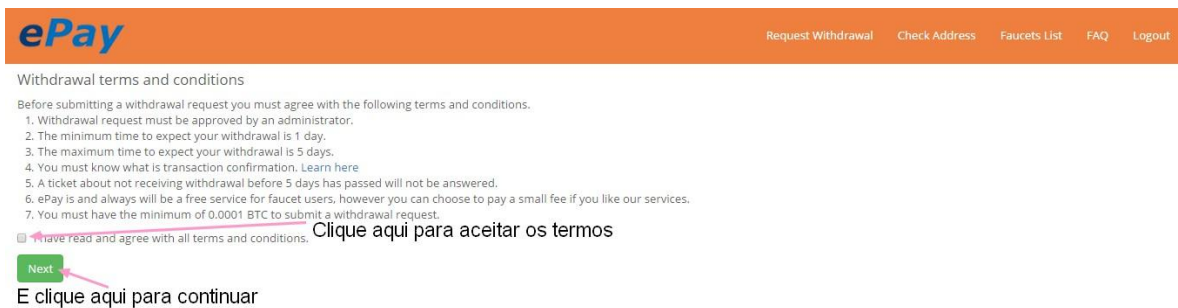 ePay
Request Withdrawal Check Address Faucets List FAQ Logout
Withdrawal terms and conditions
Before submitting a withdrawal request you must agree with the following terms and conditions.
1. Withdrawal request must be approved by an administrator.
2. The minimum time to expect your withdrawal is 1 day.
3. The maximum time to expect your withdrawal is 5 days.
4. You must know what is transaction confirmation. Learn here
5. A ticket about not receiving withdrawal before 5 days has passed will not be answered.
6. ePay is and always will be a free service for faucet users, however you can choose to pay a small fee if you like our services.
7. You must have the minimum of 0.0001 BTC to submit a withdrawal request.
I have read and agree with all terms and conditions.
Clique aqui para aceitar os termos
Next
E clique aqui para continuar